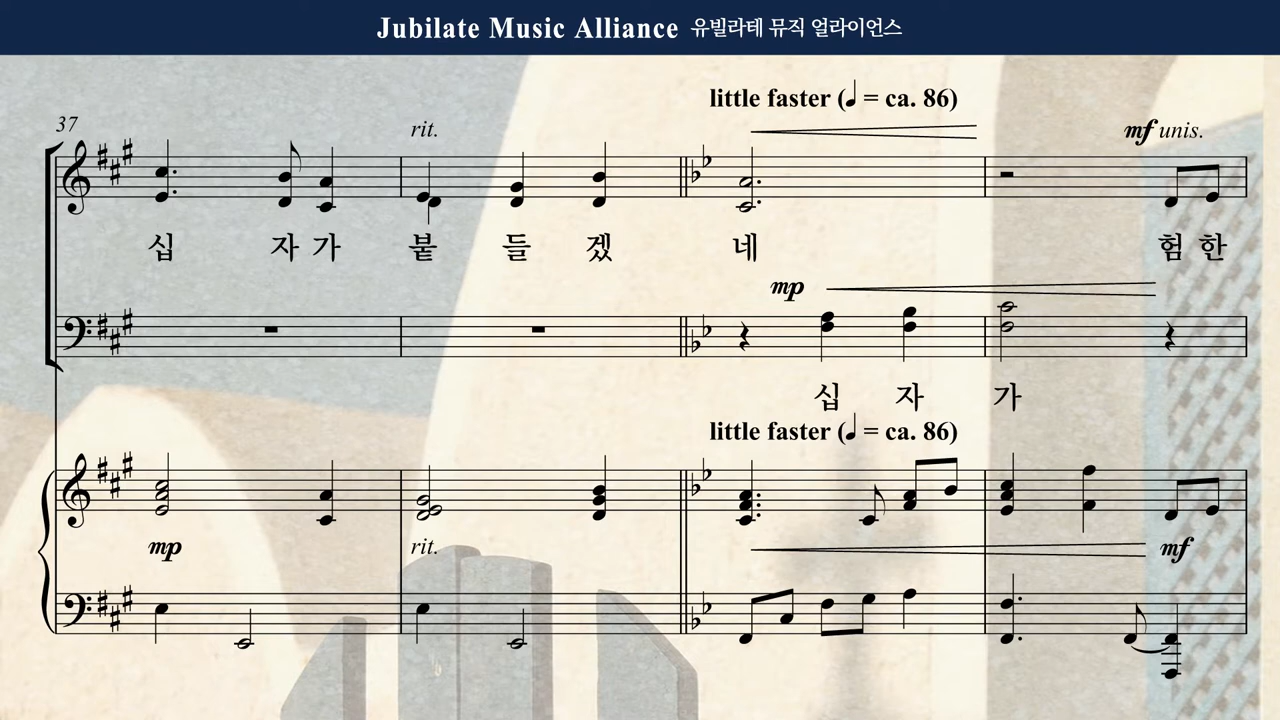 Jubilate Music Alliance 유빌라테 뮤직 얼라이언스
little faster (♩ = ca. 86)
37 rit. mf unis.
십 자 가 붙 들 겠 네 험 한
mp
십 자 가
little faster (♩ = ca. 86)
mp rit. mf